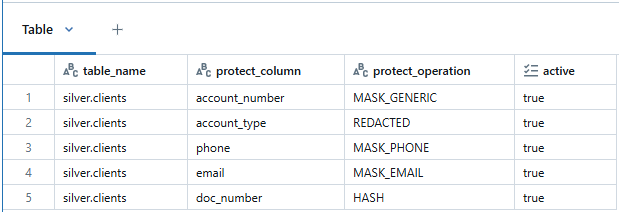 Table +
table_name protect_column protect_operation active
1 silver.clients account_number MASK_GENERIC true
2 silver.clients account_type REDACTED true
3 silver.clients phone MASK_PHONE true
4 silver.clients email MASK_EMAIL true
5 silver.clients doc_number HASH true